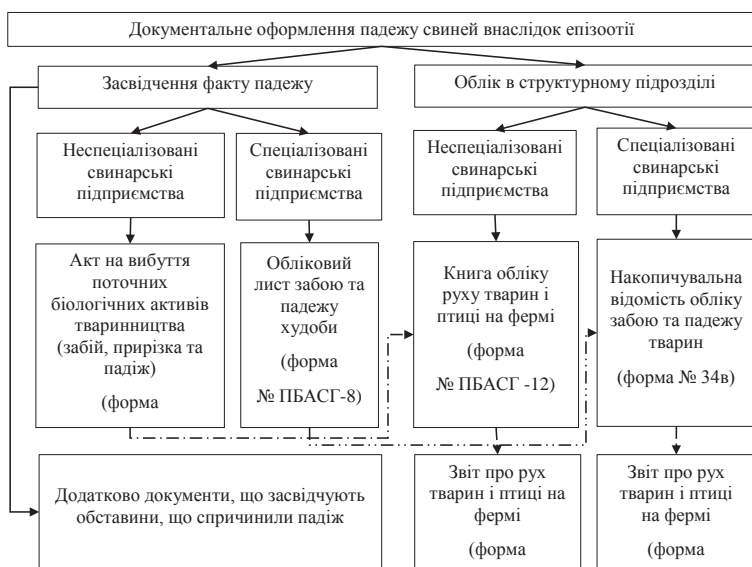 Документальне оформлення падежу свиней внаслідок епізоотії
Засвідчення факту падежу
Облік в структурному підрозділі
Неспеціалізовані
свинарські
підприємства
Спеціалізовані
свинарські
підприємства
Неспеціалізовані
свинарські
підприємства
Спеціалізовані
свинарські
підприємства
Акт на вибуття
поточних
біологічних активів
тваринництва
(забій, прирізка та
падіж)
(форма
Обліковий лист забою та
падежу
худоби
(форма
№ ПБАСГ-8)
Книга обліку
руху тварин і
птиці на фермі
(форма
№ ПБАСГ -12)
Накопичувальна
відомість обліку
забою та падежу
тварин
(форма № 34в)
Додатково документи, що засвідчують
обставини, що спричинили падіж
Звіт про рух
тварин і птиці на
фермі
(форма
Звіт про рух
тварин і птиці
на фермі
(форма